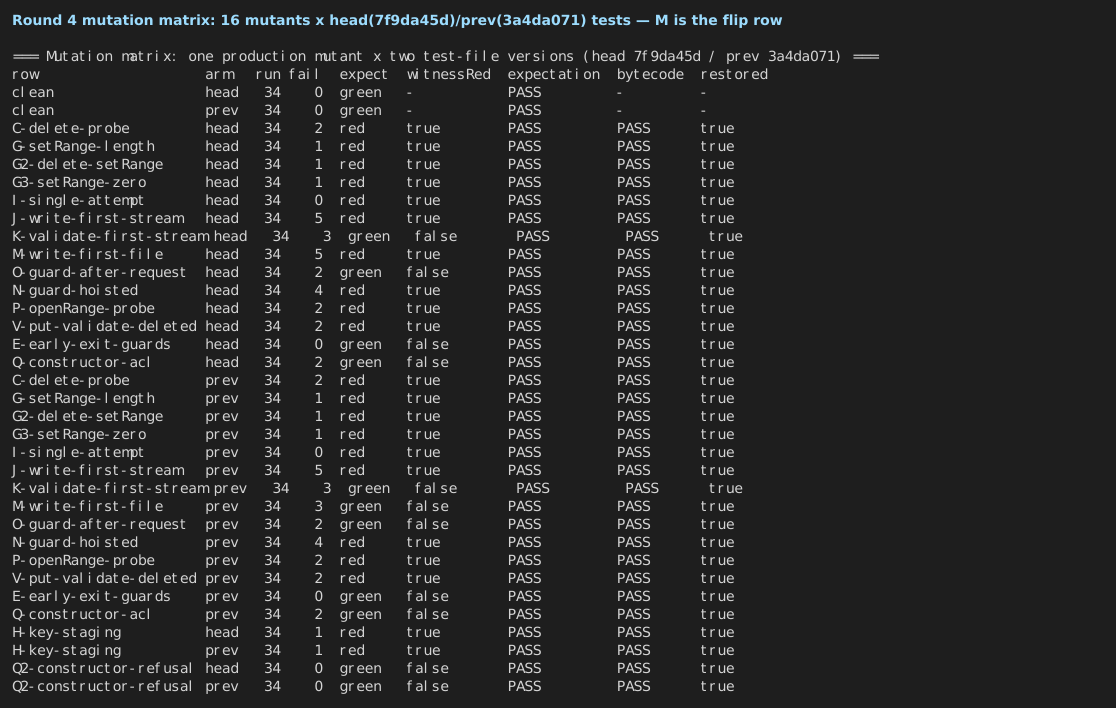 Round 4 mutation matrix: 16 mutants x head(7f9da45d)/prev(3a4da071) tests — M is the flip row
=== Mutation matrix: one production mutant x two test-file versions (head 7f9da45d / prev 3a4da071) ===
row arm run fail expect witnessRed expectation bytecode restored
clean head 34 0 green - PASS - -
clean prev 34 0 green - PASS - -
C-delete-probe head 34 2 red true PASS PASS true
G-setRange-length head 34 1 red true PASS PASS true
G2-delete-setRange head 34 1 red true PASS PASS true
G3-setRange-zero head 34 1 red true PASS PASS true
I-single-attempt head 34 0 red true PASS PASS true
J-write-first-stream head 34 5 red true PASS PASS true
K-validate-first-stream head 34 3 green false PASS PASS true
M-write-first-file head 34 5 red true PASS PASS true
O-guard-after-request head 34 2 green false PASS PASS true
N-guard-hoisted head 34 4 red true PASS PASS true
P-openRange-probe head 34 2 red true PASS PASS true
V-put-validate-deleted head 34 2 red true PASS PASS true
E-early-exit-guards head 34 0 green false PASS PASS true
Q-constructor-acl head 34 2 green false PASS PASS true
C-delete-probe prev 34 2 red true PASS PASS true
G-setRange-length prev 34 1 red true PASS PASS true
G2-delete-setRange prev 34 1 red true PASS PASS true
G3-setRange-zero prev 34 1 red true PASS PASS true
I-single-attempt prev 34 0 red true PASS PASS true
J-write-first-stream prev 34 5 red true PASS PASS true
K-validate-first-stream prev 34 3 green false PASS PASS true
M-write-first-file prev 34 3 green false PASS PASS true
O-guard-after-request prev 34 2 green false PASS PASS true
N-guard-hoisted prev 34 4 red true PASS PASS true
P-openRange-probe prev 34 2 red true PASS PASS true
V-put-validate-deleted prev 34 2 red true PASS PASS true
E-early-exit-guards prev 34 0 green false PASS PASS true
Q-constructor-acl prev 34 2 green false PASS PASS true
H-key-staging head 34 1 red true PASS PASS true
H-key-staging prev 34 1 red true PASS PASS true
Q2-constructor-refusal head 34 0 green false PASS PASS true
Q2-constructor-refusal prev 34 0 green false PASS PASS true